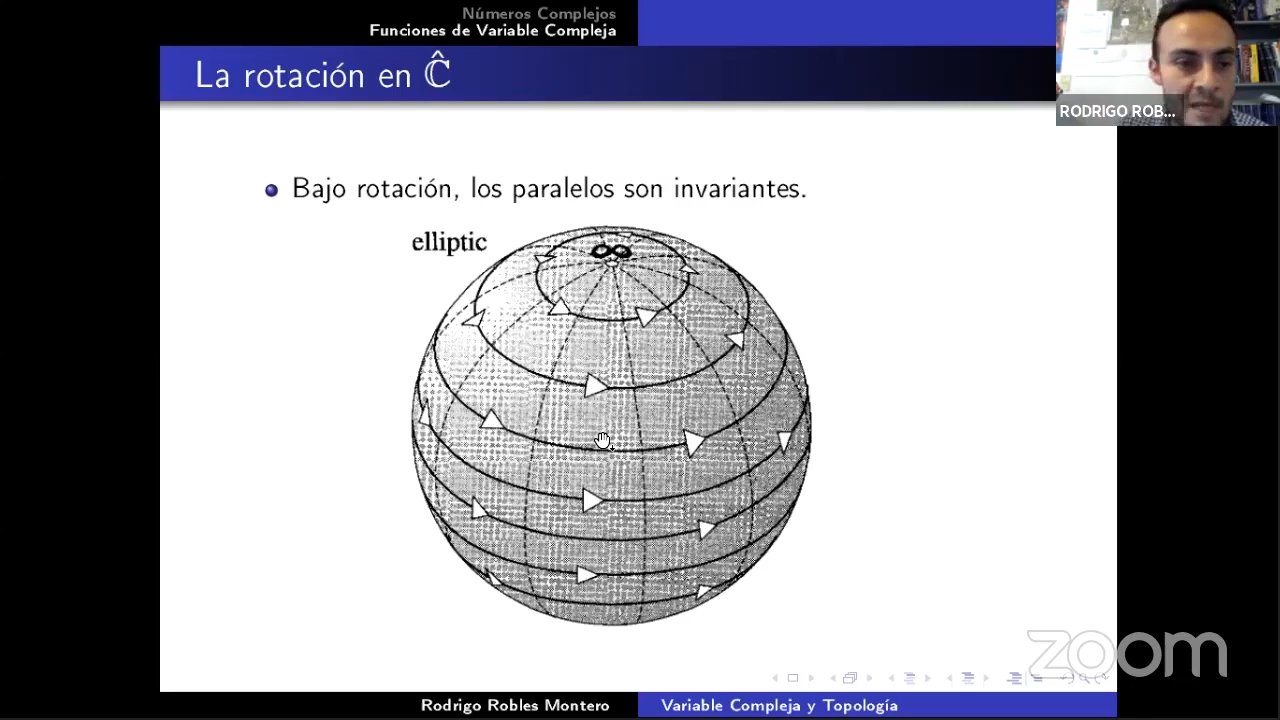 Números Complejos
Funciones de Variable Compleja
La rotación en Ĉ
RODRIGO ROB...
Bajo rotación, los paralelos son invariantes.
elliptic
∞
zoom
Rodrigo Robles Montero
Variable Compleja y Topología